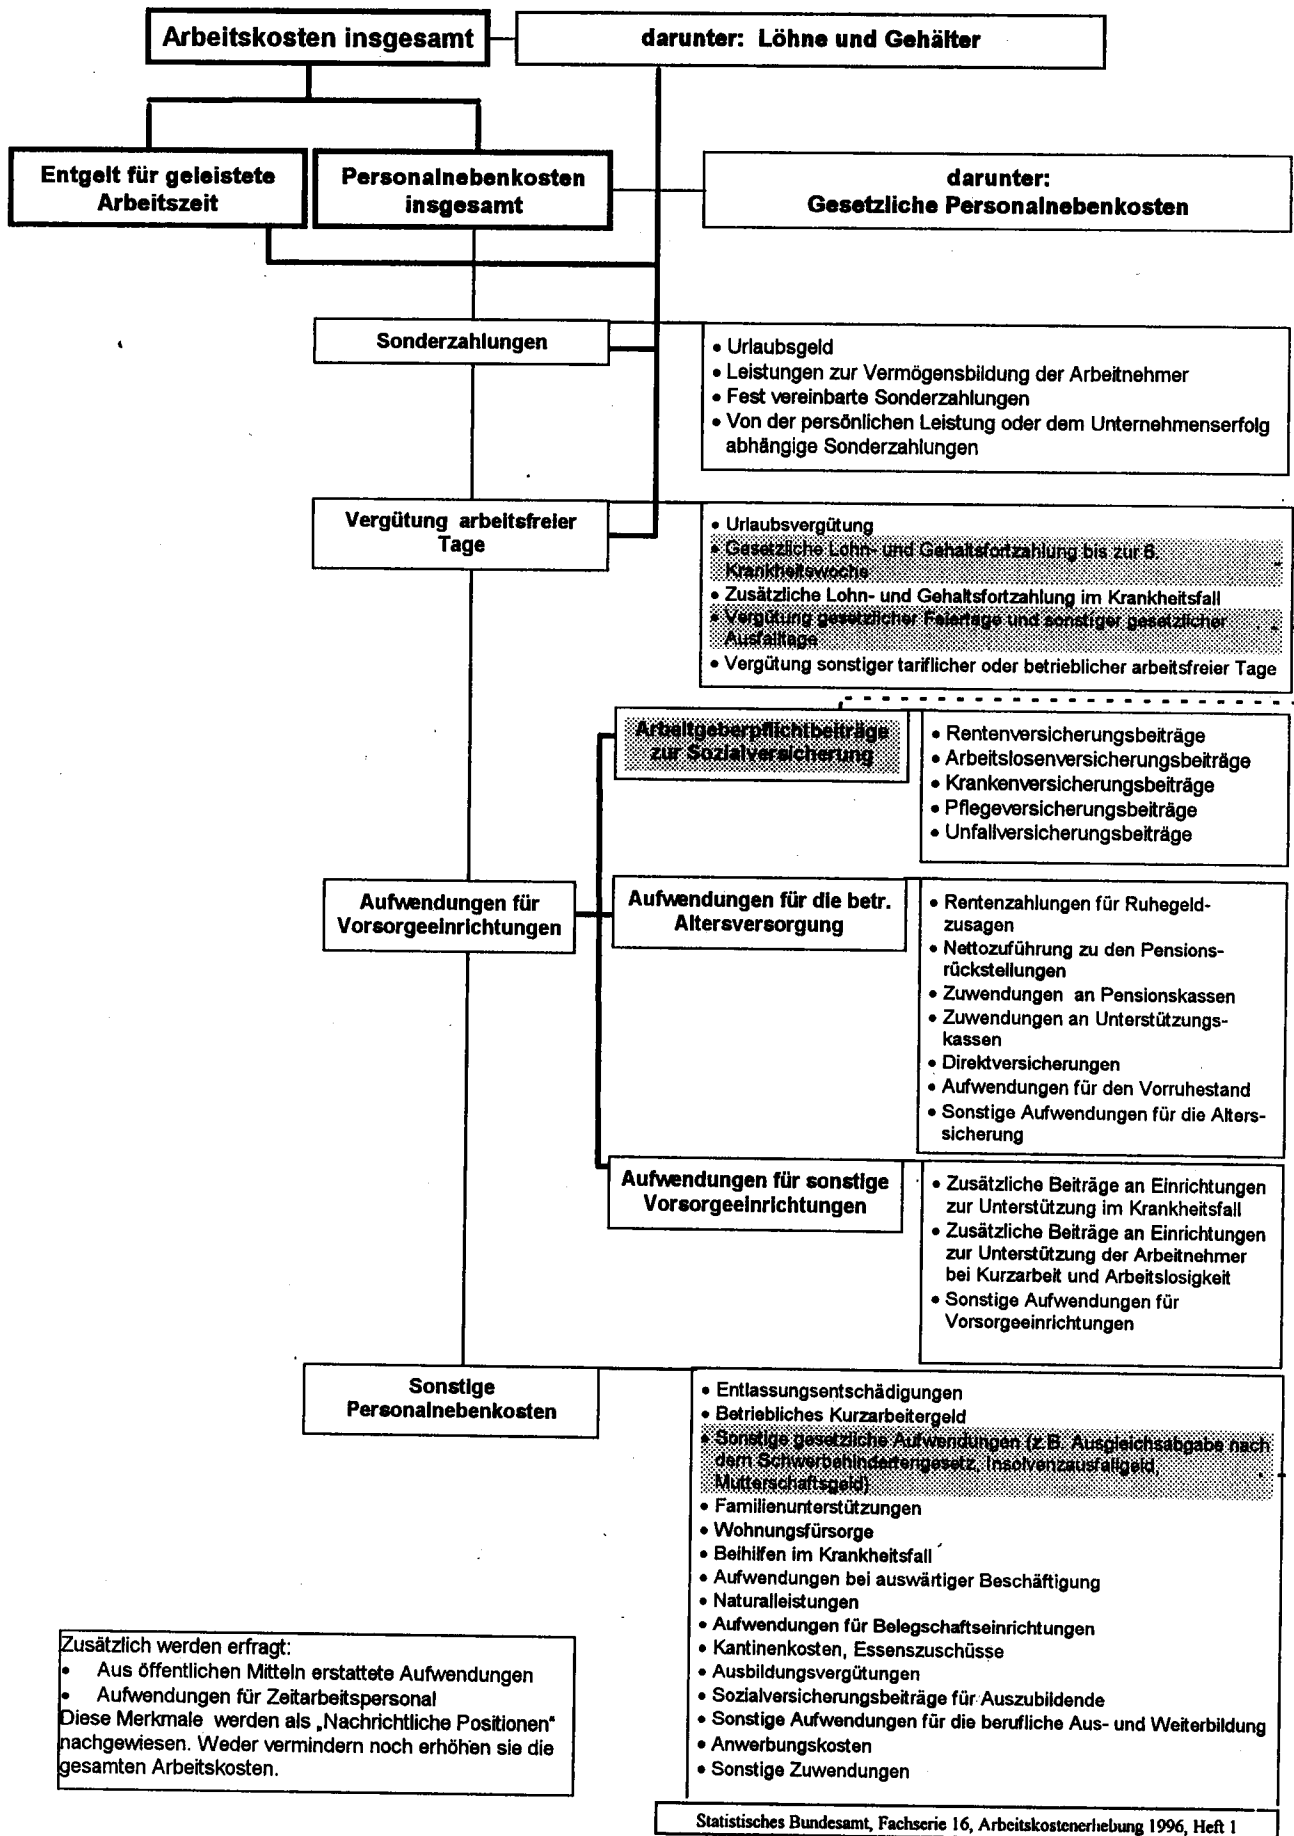 Arbeitskosten insgesamt
darunter: Löhne und Gehälter
Entgelt für geleistete
Arbeitszeit
Personalnebenkosten
insgesamt
darunter:
Gesetzliche Personalnebenkosten
Sonderzahlungen
• Urlaubsgeld
• Leistungen zur Vermögensbildung der Arbeitnehmer
• Fest vereinbarte Sonderzahlungen
• Von der persönlichen Leistung oder dem Unternehmenserfolg
abhängige Sonderzahlungen
Vergütung arbeitsfreier
Tage
• Urlaubsvergütung
• Gesetzliche Lohn- und Gehaltsfortzahlung bis zur 6.
Krankheitswoche
• Zusätzliche Lohn- und Gehaltsfortzahlung im Krankheitsfall
• Vergütung gesetzlicher Feiertage und sonstiger gesetzlicher
Ausfalltage
• Vergütung sonstiger tariflicher oder betrieblicher arbeitsfreier Tage
Arbeitgeberpflichtbeiträge
zur Sozialversicherung
• Rentenversicherungsbeiträge
• Arbeitslosenversicherungsbeiträge
• Krankenversicherungsbeiträge
• Pflegeversicherungsbeiträge
• Unfallversicherungsbeiträge
Aufwendungen für
Vorsorgeeinrichtungen
Aufwendungen für die betr.
Altersversorgung
• Rentenzahlungen für Ruhegeld-
zusagen
• Nettozuführung zu den Pensions-
rückstellungen
• Zuwendungen an Pensionskassen
• Zuwendungen an Unterstützungs-
kassen
• Direktversicherungen
• Aufwendungen für den Vorruhestand
• Sonstige Aufwendungen für die Alters-
sicherung
Aufwendungen für sonstige
Vorsorgeeinrichtungen
• Zusätzliche Beiträge an Einrichtungen
zur Unterstützung im Krankheitsfall
• Zusätzliche Beiträge an Einrichtungen
zur Unterstützung der Arbeitnehmer
bei Kurzarbeit und Arbeitslosigkeit
• Sonstige Aufwendungen für
Vorsorgeeinrichtungen
Sonstige
Personalnebenkosten
• Entlassungsentschädigungen
• Betriebliches Kurzarbeitergeld
• Sonstige gesetzliche Aufwendungen (z.B. Ausgleichsabgabe nach
dem Schwerbehindertengesetz, Insolvenzausfallgeld,
Mutterschaftsgeld)
• Familienunterstützungen
• Wohnungsfürsorge
• Beihilfen im Krankheitsfall
• Aufwendungen bei auswärtiger Beschäftigung
• Naturalleistungen
• Aufwendungen für Belegschaftseinrichtungen
• Kantinenkosten, Essenszuschüsse
• Ausbildungsvergütungen
• Sozialversicherungsbeiträge für Auszubildende
• Sonstige Aufwendungen für die berufliche Aus- und Weiterbildung
• Anwerbungskosten
• Sonstige Zuwendungen
Zusätzlich werden erfragt:
• Aus öffentlichen Mitteln erstattete Aufwendungen
• Aufwendungen für Zeitarbeitspersonal
Diese Merkmale werden als „Nachrichtliche Positionen"
nachgewiesen. Weder vermindern noch erhöhen sie die
gesamten Arbeitskosten.
Statistisches Bundesamt, Fachserie 16, Arbeitskostenerhebung 1996, Heft 1